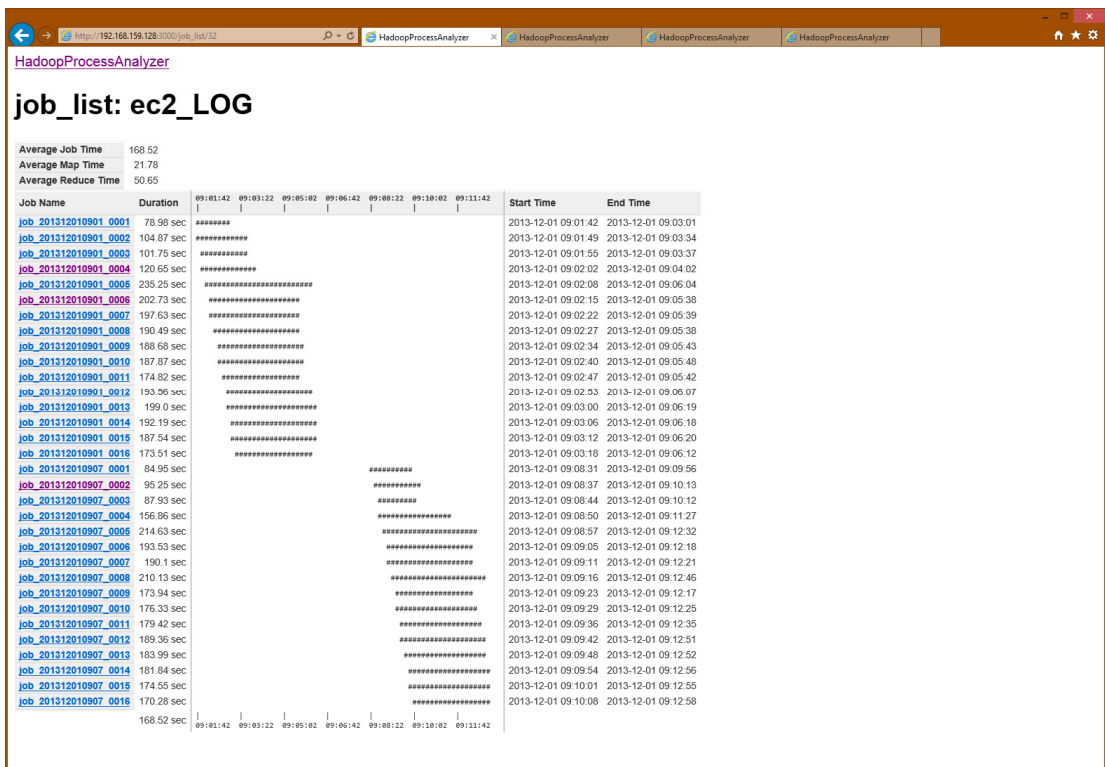 http://192.168.159.128:3000/job_list/32 HadoopProcessAnalyzer HadoopProcessAnalyzer HadoopProcessAnalyzer HadoopProcessAnalyzer
HadoopProcessAnalyzer
job_list: ec2_LOG
Average Job Time 168.52
Average Map Time 21.78
Average Reduce Time 50.65
Job Name Duration 09:01:42 09:03:22 09:05:02 09:06:42 09:08:22 09:10:02 09:11:42 Start Time End Time
job_201312010901_0001 78.98 sec ######## 2013-12-01 09:01:42 2013-12-01 09:03:01
job_201312010901_0002 104.87 sec ############ 2013-12-01 09:01:49 2013-12-01 09:03:34
job_201312010901_0003 101.75 sec ########### 2013-12-01 09:01:55 2013-12-01 09:03:37
job_201312010901_0004 120.65 sec ############# 2013-12-01 09:02:02 2013-12-01 09:04:02
job_201312010901_0005 235.25 sec ######################### 2013-12-01 09:02:08 2013-12-01 09:06:04
job_201312010901_0006 202.73 sec ##################### 2013-12-01 09:02:15 2013-12-01 09:05:38
job_201312010901_0007 197.63 sec ##################### 2013-12-01 09:02:22 2013-12-01 09:05:39
job_201312010901_0008 190.49 sec #################### 2013-12-01 09:02:27 2013-12-01 09:05:38
job_201312010901_0009 188.68 sec #################### 2013-12-01 09:02:34 2013-12-01 09:05:43
job_201312010901_0010 187.87 sec #################### 2013-12-01 09:02:40 2013-12-01 09:05:48
job_201312010901_0011 174.82 sec ################## 2013-12-01 09:02:47 2013-12-01 09:05:42
job_201312010901_0012 193.56 sec #################### 2013-12-01 09:02:53 2013-12-01 09:06:07
job_201312010901_0013 199.0 sec ##################### 2013-12-01 09:03:00 2013-12-01 09:06:19
job_201312010901_0014 192.19 sec #################### 2013-12-01 09:03:06 2013-12-01 09:06:18
job_201312010901_0015 187.54 sec #################### 2013-12-01 09:03:12 2013-12-01 09:06:20
job_201312010901_0016 173.51 sec ################## 2013-12-01 09:03:18 2013-12-01 09:06:12
job_201312010907_0001 84.95 sec ########## 2013-12-01 09:08:31 2013-12-01 09:09:56
job_201312010907_0002 95.25 sec ########### 2013-12-01 09:08:37 2013-12-01 09:10:13
job_201312010907_0003 87.93 sec ######### 2013-12-01 09:08:44 2013-12-01 09:10:12
job_201312010907_0004 156.86 sec ################# 2013-12-01 09:08:50 2013-12-01 09:11:27
job_201312010907_0005 214.63 sec ###################### 2013-12-01 09:08:57 2013-12-01 09:12:32
job_201312010907_0006 193.53 sec #################### 2013-12-01 09:09:05 2013-12-01 09:12:18
job_201312010907_0007 190.1 sec #################### 2013-12-01 09:09:11 2013-12-01 09:12:21
job_201312010907_0008 210.13 sec ###################### 2013-12-01 09:09:16 2013-12-01 09:12:46
job_201312010907_0009 173.94 sec ################## 2013-12-01 09:09:23 2013-12-01 09:12:17
job_201312010907_0010 176.33 sec ################### 2013-12-01 09:09:29 2013-12-01 09:12:25
job_201312010907_0011 179.42 sec ################### 2013-12-01 09:09:36 2013-12-01 09:12:35
job_201312010907_0012 189.36 sec #################### 2013-12-01 09:09:42 2013-12-01 09:12:51
job_201312010907_0013 183.99 sec ################### 2013-12-01 09:09:48 2013-12-01 09:12:52
job_201312010907_0014 181.84 sec ################### 2013-12-01 09:09:54 2013-12-01 09:12:56
job_201312010907_0015 174.55 sec ################### 2013-12-01 09:10:01 2013-12-01 09:12:55
job_201312010907_0016 170.28 sec ################## 2013-12-01 09:10:08 2013-12-01 09:12:58
168.52 sec 09:01:42 09:03:22 09:05:02 09:06:42 09:08:22 09:10:02 09:11:42